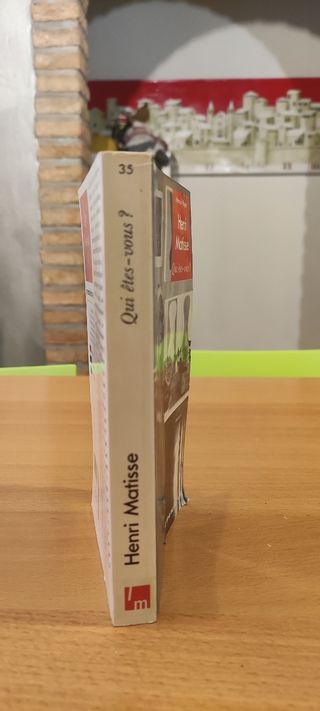 35
Qui êtes-vous ?
Henri Matisse
m
Henri
Matisse
Qui êtes-vous ?